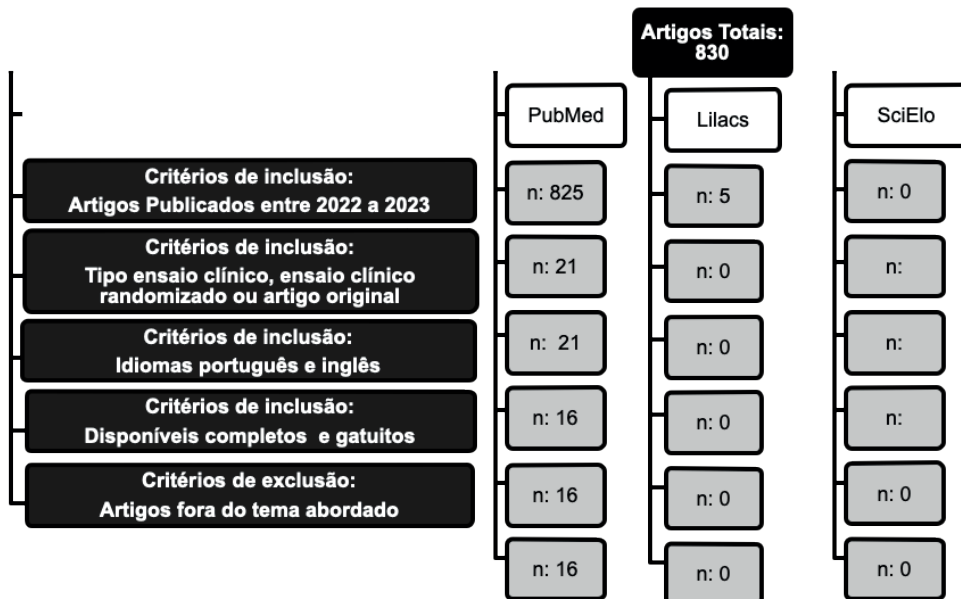 Artigos Totais:
830
PubMed
Lilacs
SciElo
Critérios de inclusão:
Artigos Publicados entre 2022 a 2023
n: 825
n: 5
n: 0
Critérios de inclusão:
Tipo ensaio clínico, ensaio clínico
randomizado ou artigo original
n: 21
n: 0
n:
Critérios de inclusão:
Idiomas português e inglês
n: 21
n: 0
n:
Critérios de inclusão:
Disponíveis completos e gatuitos
n: 16
n: 0
n:
Critérios de exclusão:
Artigos fora do tema abordado
n: 16
n: 0
n: 0
n: 16
n: 0
n: 0